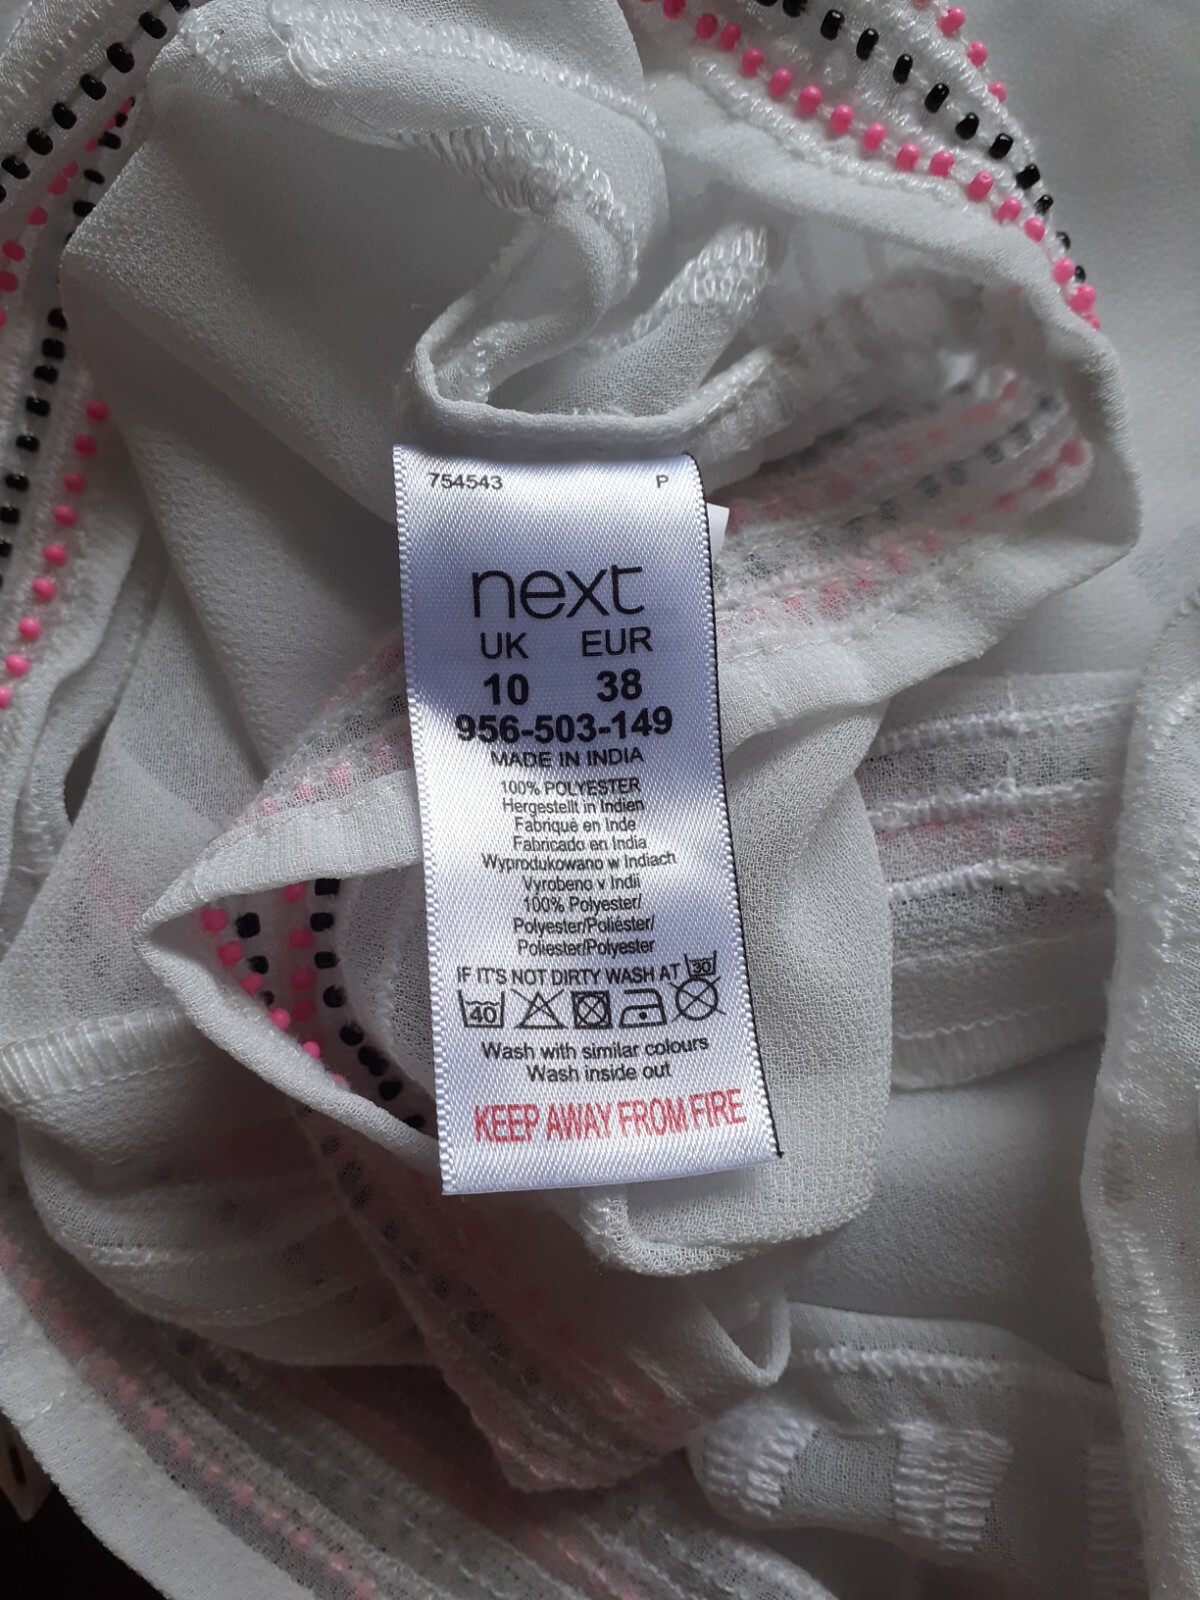 754543 P
next
UK EUR
10 38
956-503-149
MADE IN INDIA
100% POLYESTER
Hergestellt in Indien
Fabriqué en Inde
Fabricado en India
Wyprodukowano w Indiach
Vyrobeno v Indii
100% Polyester/
Polyester/Poliéster/
Poliester/Polyester
IF IT'S NOT DIRTY WASH AT 30
40
Wash with similar colours
Wash inside out
KEEP AWAY FROM FIRE